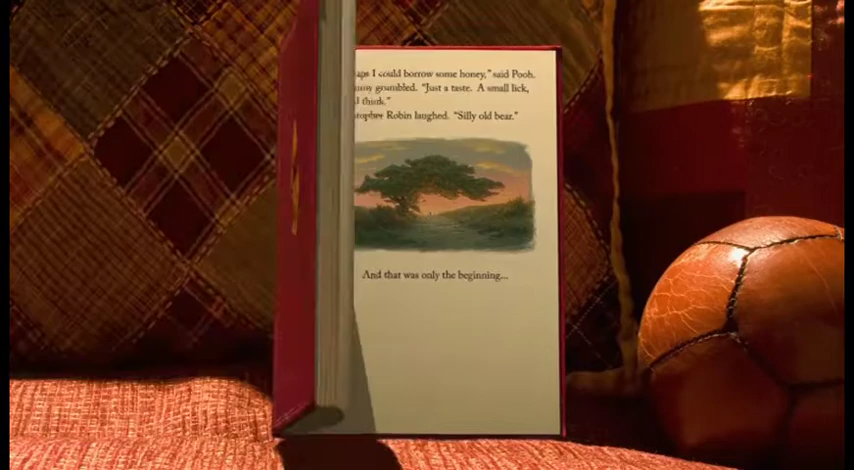 aps I could borrow some honey," said Pooh.
grumbled. "Just a taste. A small lick,
I think."
topher Robin laughed. "Silly old bear."
And that was only the beginning...